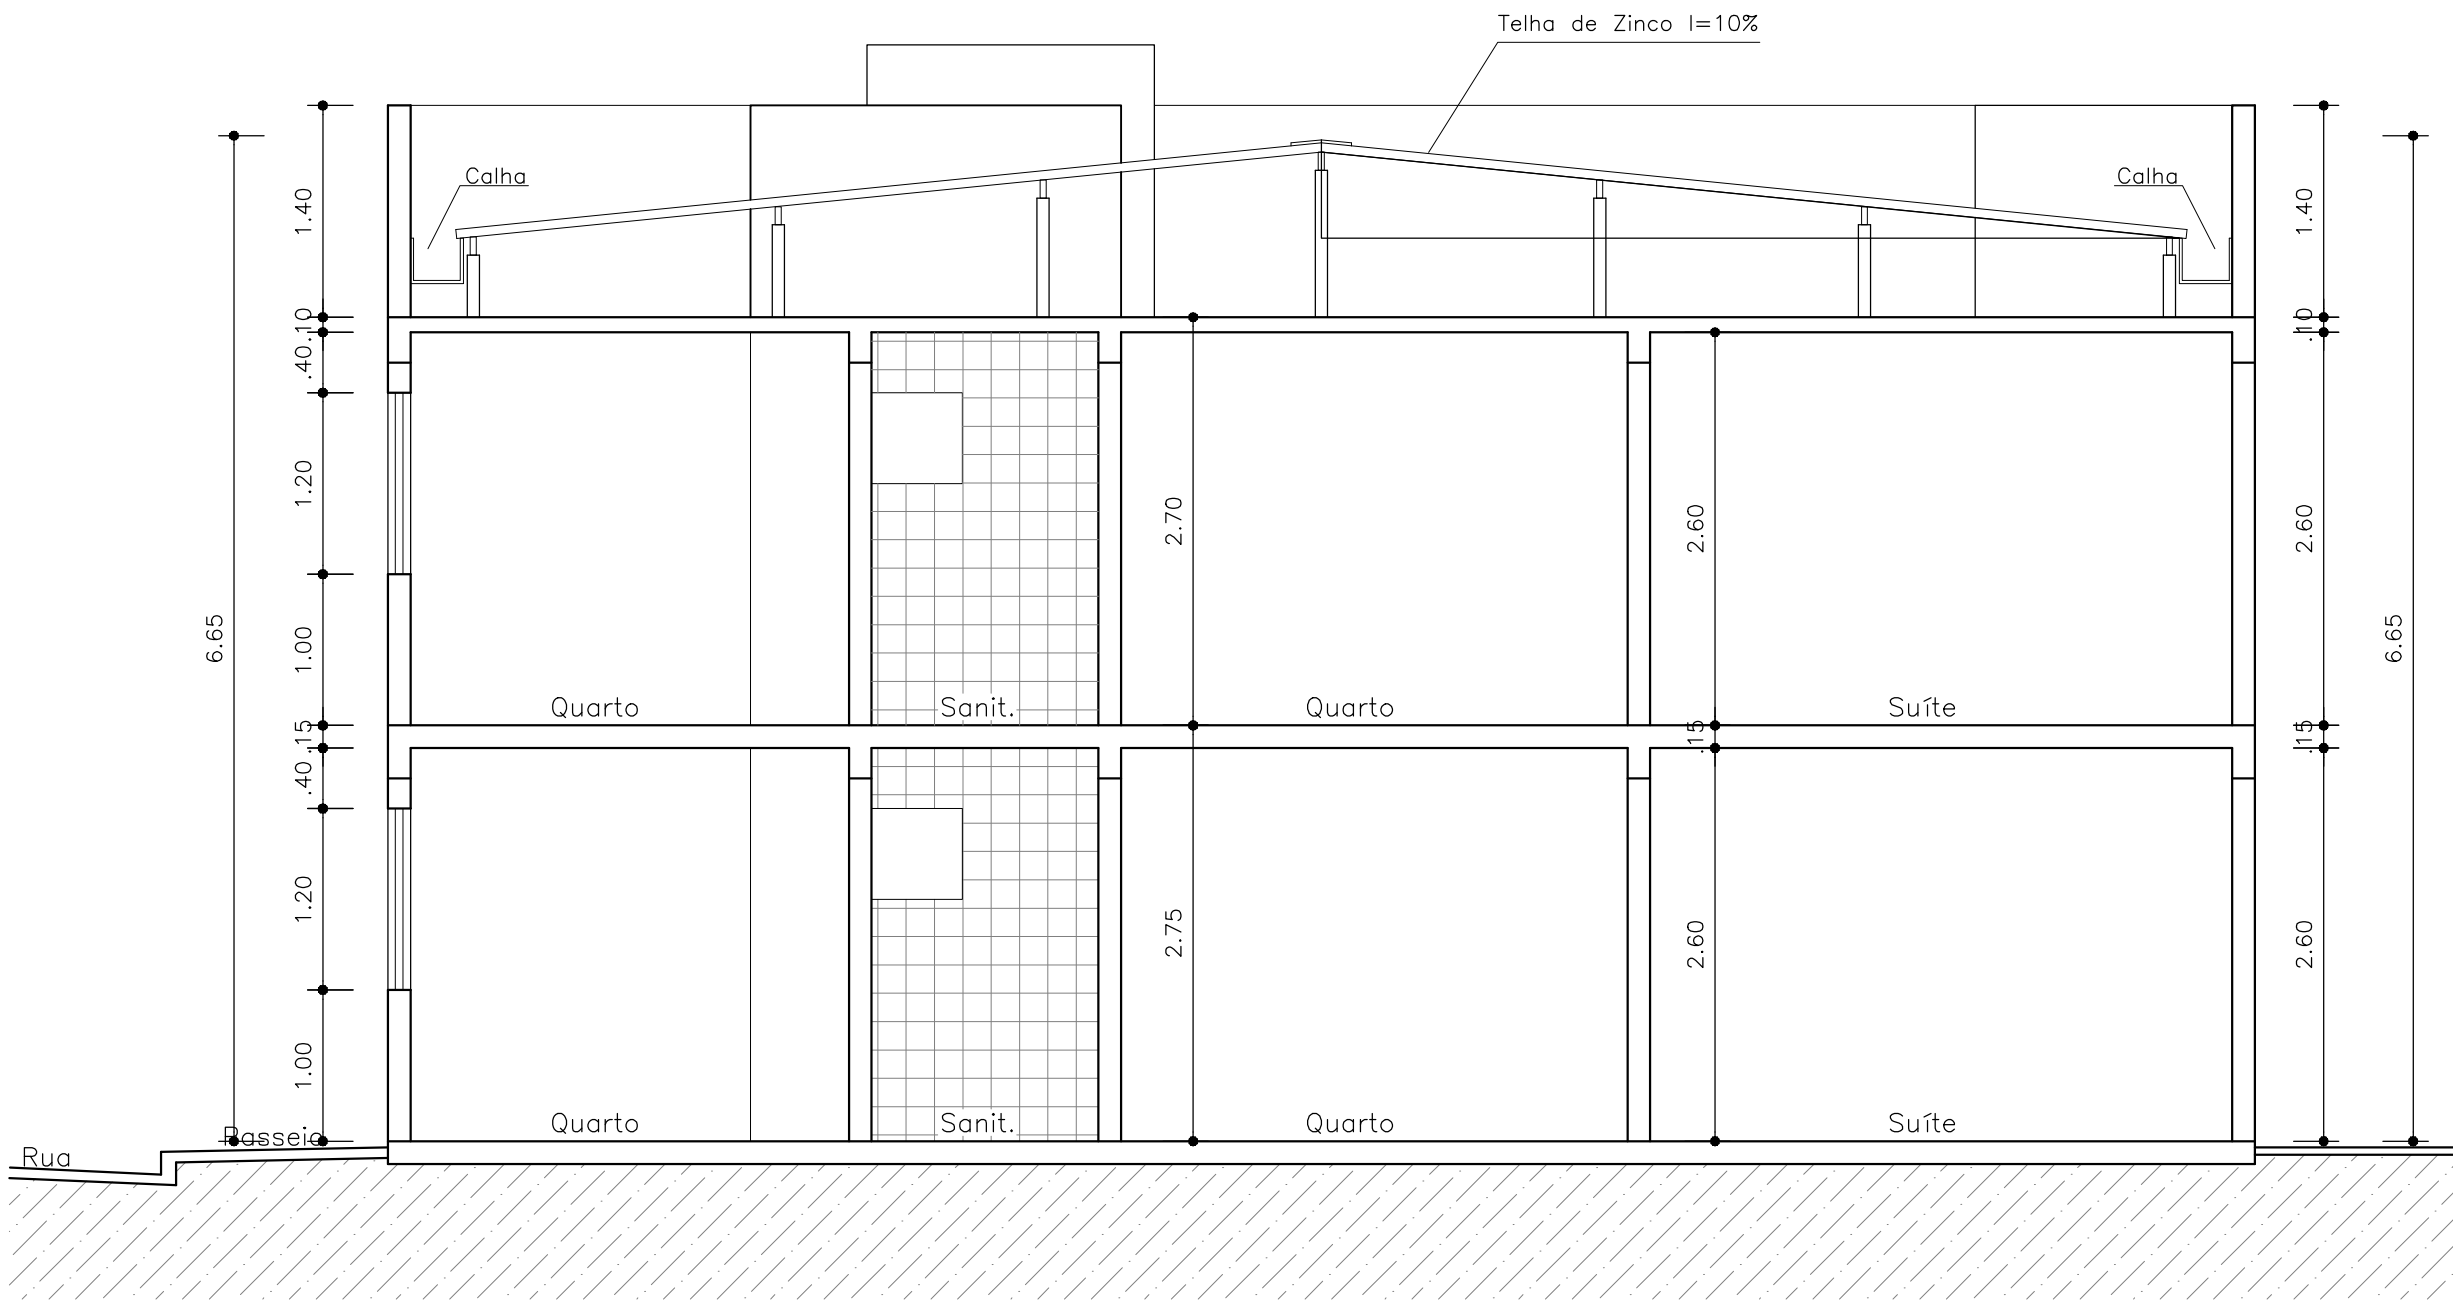 Telha de Zinco I=10%
Calha
Calha
1.40
1.40
.10
.10
.40
1.20
2.70
2.60
2.60
6.65
6.65
1.00
Quarto
Sanit.
Quarto
Suíte
.15
.15
.15
.40
1.20
2.75
2.60
2.60
1.00
Quarto
Sanit.
Quarto
Suíte
Passeio
Rua